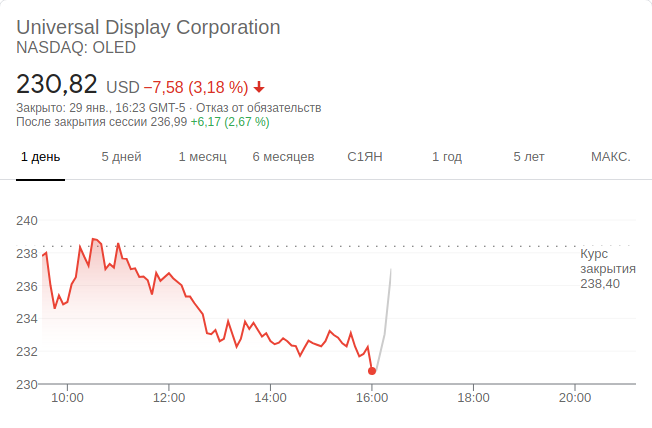 Universal Display Corporation
NASDAQ: OLED
230,82 USD −7,58 (3,18 %)
Закрыто: 29 янв., 16:23 GMT-5 · Отказ от обязательств
После закрытия сессии 236,99 +6,17 (2,67 %)
1 день 5 дней 1 месяц 6 месяцев С1ЯН 1 год 5 лет МАКС.
240
238
236
234
232
230
Курс
закрытия
238,40
10:00 12:00 14:00 16:00 18:00 20:00